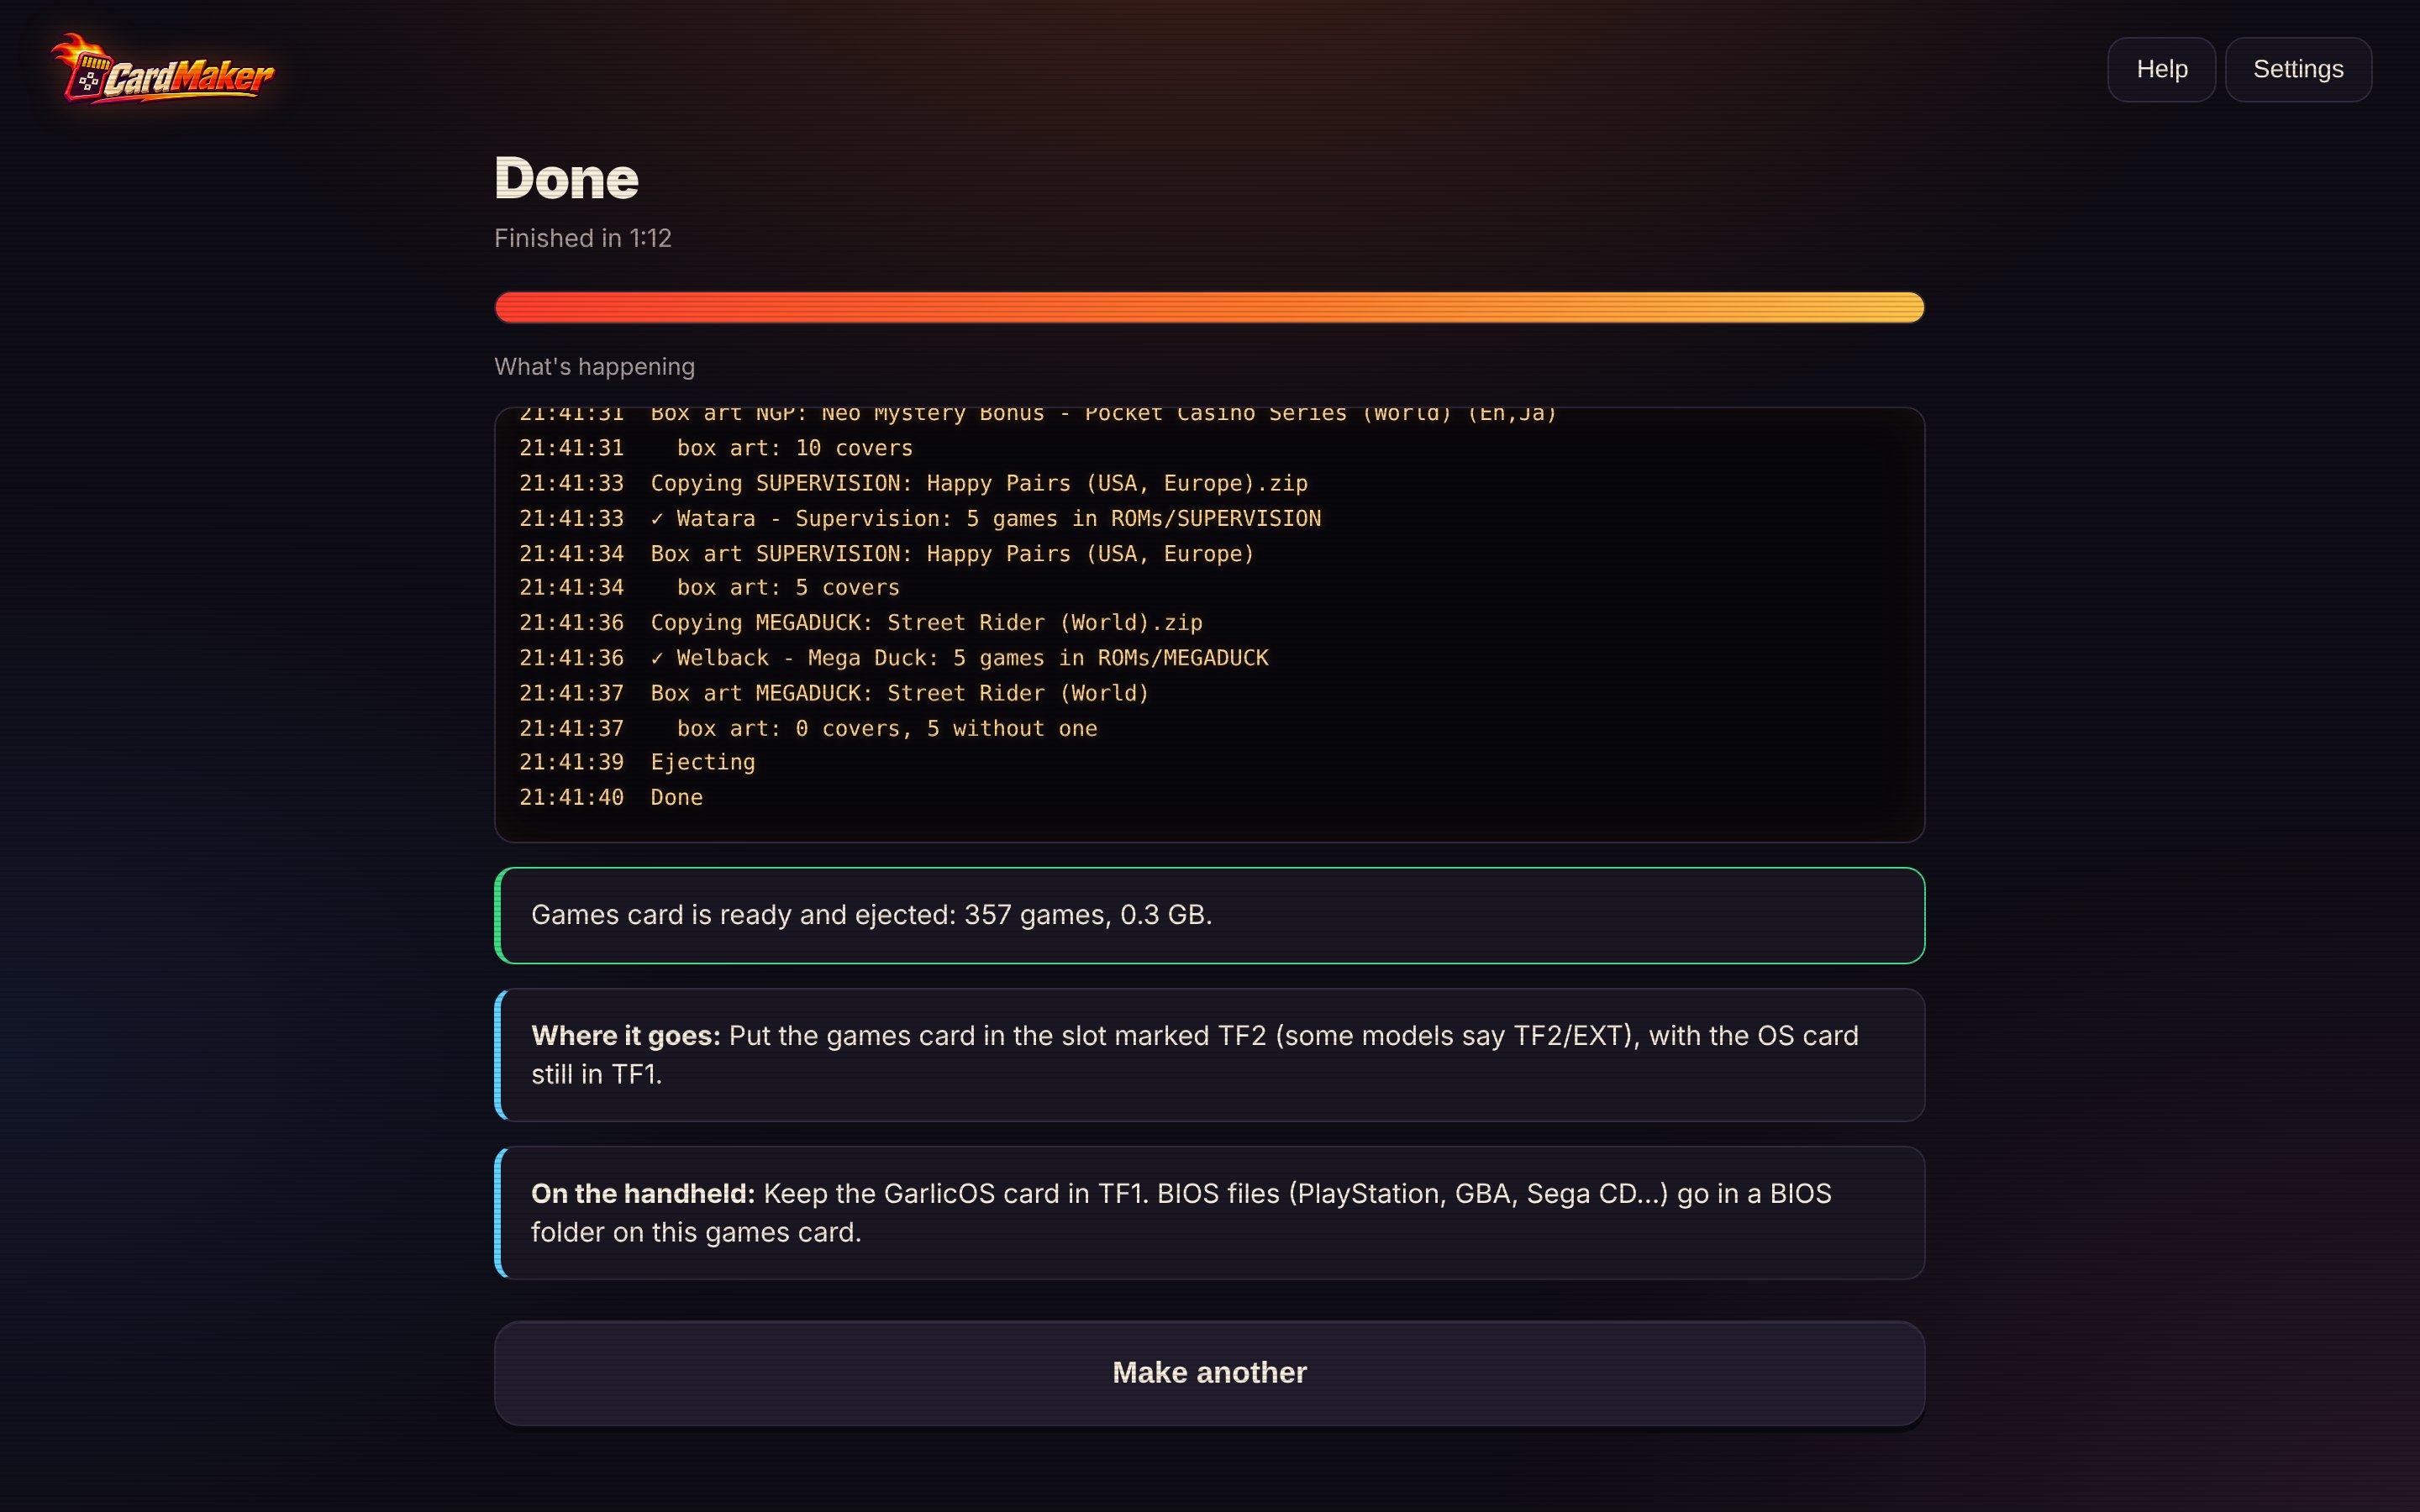 CardMaker
Help
Settings
Done
Finished in 1:12
What's happening
21:41:31 Box art NGP: Neo Mystery Bonus - Pocket Casino Series (World) (En,Ja)
21:41:31 box art: 10 covers
21:41:33 Copying SUPERVISION: Happy Pairs (USA, Europe).zip
21:41:33 ✓ Watara - Supervision: 5 games in ROMs/SUPERVISION
21:41:34 Box art SUPERVISION: Happy Pairs (USA, Europe)
21:41:34 box art: 5 covers
21:41:36 Copying MEGADUCK: Street Rider (World).zip
21:41:36 ✓ Welback - Mega Duck: 5 games in ROMs/MEGADUCK
21:41:37 Box art MEGADUCK: Street Rider (World)
21:41:37 box art: 0 covers, 5 without one
21:41:39 Ejecting
21:41:40 Done
Games card is ready and ejected: 357 games, 0.3 GB.
Where it goes: Put the games card in the slot marked TF2 (some models say TF2/EXT), with the OS card
still in TF1.
On the handheld: Keep the GarlicOS card in TF1. BIOS files (PlayStation, GBA, Sega CD...) go in a BIOS
folder on this games card.
Make another